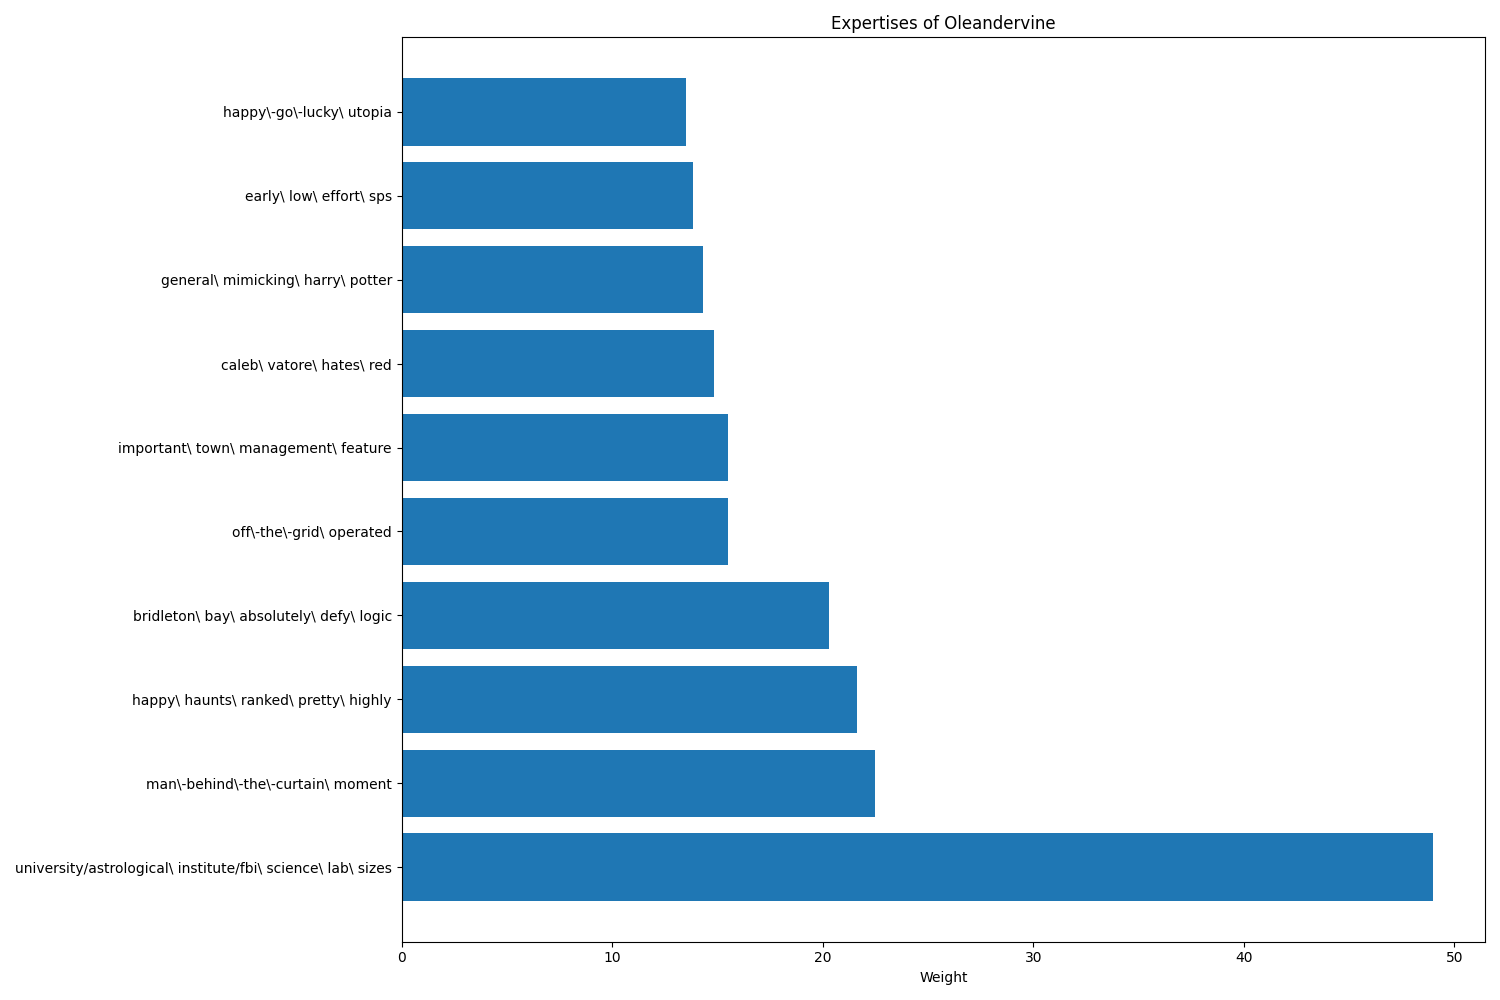 Expertises of Oleandervine
happy\-go\-lucky\ utopia
early\ low\ effort\ sps
general\ mimicking\ harry\ potter
caleb\ vatore\ hates\ red
important\ town\ management\ feature
off\-the\-grid\ operated
bridleton\ bay\ absolutely\ defy\ logic
happy\ haunts\ ranked\ pretty\ highly
man\-behind\-the\-curtain\ moment
university/astrological\ institute/fbi\ science\ lab\ sizes
0 10 20 30 40 50
Weight